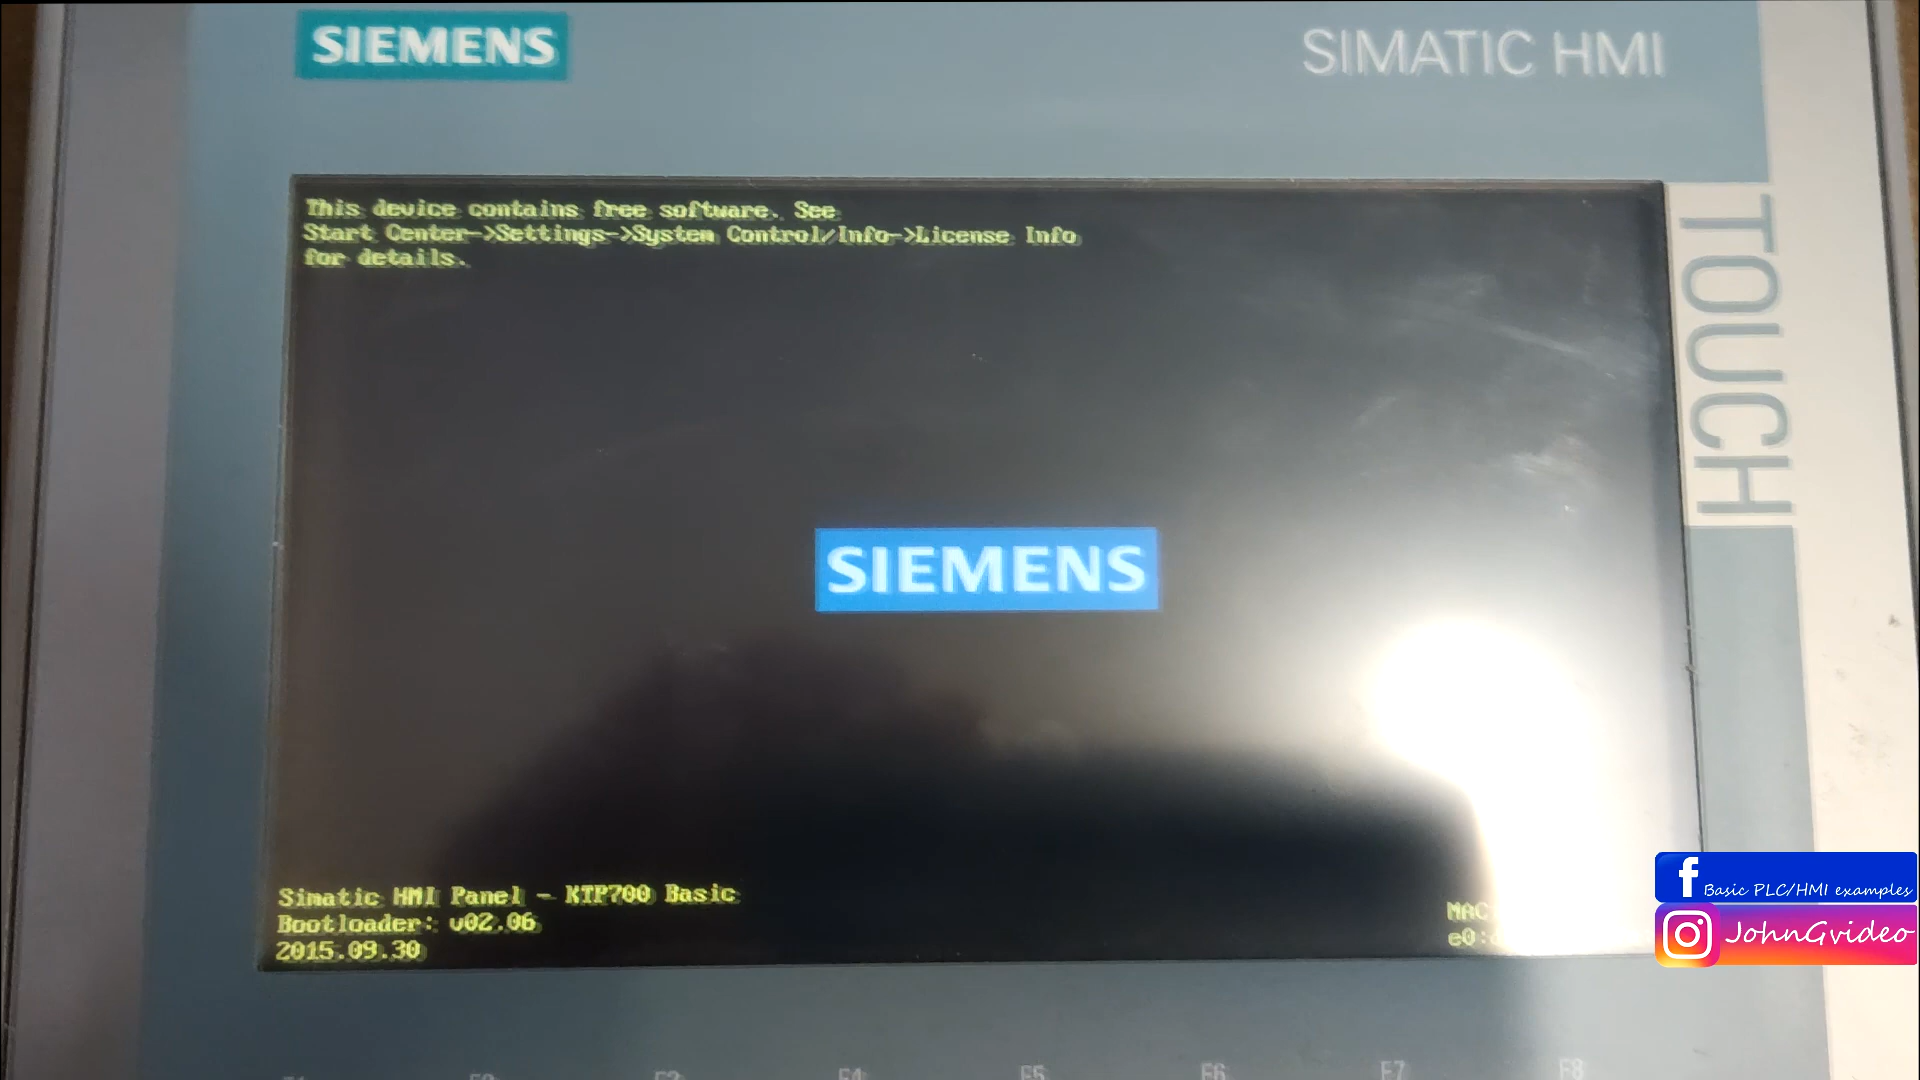 SIEMENS
SIMATIC HMI
This device contains free software. See
Start Center->Settings->System Control/Info->License Info
for details.
TOUCH
SIEMENS
Simatic HMI Panel - KTP700 Basic
Bootloader: v02.06
2015.09.30
MAC
e0:
Basic PLC/HMI examples
JohnGvideo
F4
F5
F6
F7
F8